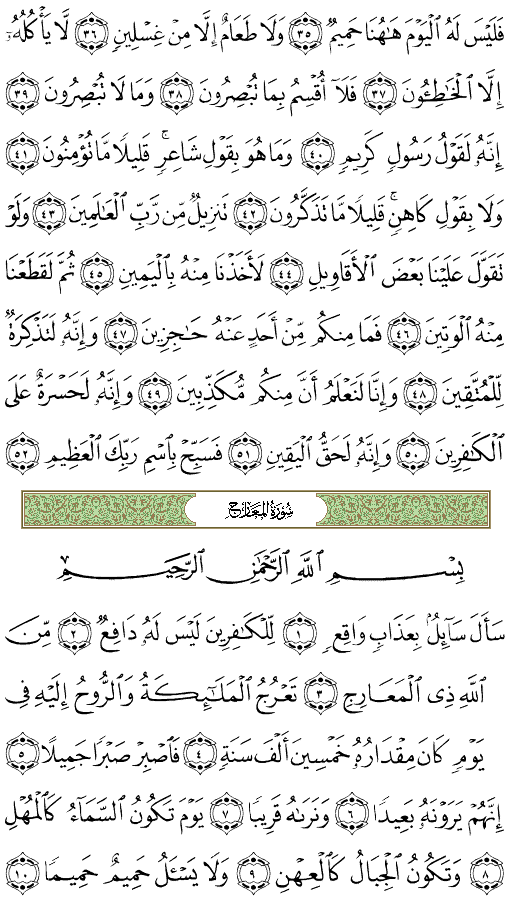 فَلَيْسَ لَهُ ٱلْيَوْمَ هَٰهُنَا حَمِيمٌ ٣٥ وَلَا طَعَامٌ إِلَّا مِنْ غِسْلِينٍ ٣٦ لَّا يَأْكُلُهُۥٓ
إِلَّا ٱلْخَٰطِـُٔونَ ٣٧ فَلَآ أُقْسِمُ بِمَا تُبْصِرُونَ ٣٨ وَمَا لَا تُبْصِرُونَ ٣٩
إِنَّهُۥ لَقَوْلُ رَسُولٍ كَرِيمٍ ٤٠ وَمَا هُوَ بِقَوْلِ شَاعِرٍ ۚ قَلِيلًا مَّا تُؤْمِنُونَ ٤١
وَلَا بِقَوْلِ كَاهِنٍ ۚ قَلِيلًا مَّا تَذَكَّرُونَ ٤٢ تَنزِيلٌ مِّن رَّبِّ ٱلْعَٰلَمِينَ ٤٣ وَلَوْ
تَقَوَّلَ عَلَيْنَا بَعْضَ ٱلْأَقَاوِيلِ ٤٤ لَأَخَذْنَا مِنْهُ بِٱلْيَمِينِ ٤٥ ثُمَّ لَقَطَعْنَا
مِنْهُ ٱلْوَتِينَ ٤٦ فَمَا مِنكُم مِّنْ أَحَدٍ عَنْهُ حَٰجِزِينَ ٤٧ وَإِنَّهُۥ لَتَذْكِرَةٌ
لِّلْمُتَّقِينَ ٤٨ وَإِنَّا لَنَعْلَمُ أَنَّ مِنكُم مُّكَذِّبِينَ ٤٩ وَإِنَّهُۥ لَحَسْرَةٌ عَلَى
ٱلْكَٰفِرِينَ ٥٠ وَإِنَّهُۥ لَحَقُّ ٱلْيَقِينِ ٥١ فَسَبِّحْ بِٱسْمِ رَبِّكَ ٱلْعَظِيمِ ٥٢
سُورَةُ المَعَارِجِ
بِسْمِ ٱللَّهِ ٱلرَّحْمَٰنِ ٱلرَّحِيمِ
سَأَلَ سَآئِلٌۢ بِعَذَابٍ وَاقِعٍ ١ لِّلْكَٰفِرِينَ لَيْسَ لَهُۥ دَافِعٌ ٢ مِّنَ
ٱللَّهِ ذِى ٱلْمَعَارِجِ ٣ تَعْرُجُ ٱلْمَلَٰٓئِكَةُ وَٱلرُّوحُ إِلَيْهِ فِى
يَوْمٍ كَانَ مِقْدَارُهُۥ خَمْسِينَ أَلْفَ سَنَةٍ ٤ فَٱصْبِرْ صَبْرًا جَمِيلًا ٥
إِنَّهُمْ يَرَوْنَهُۥ بَعِيدًا ٦ وَنَرَىٰهُ قَرِيبًا ٧ يَوْمَ تَكُونُ ٱلسَّمَآءُ كَٱلْمُهْلِ
٨ وَتَكُونُ ٱلْجِبَالُ كَٱلْعِهْنِ ٩ وَلَا يَسْـَٔلُ حَمِيمٌ حَمِيمًا ١٠